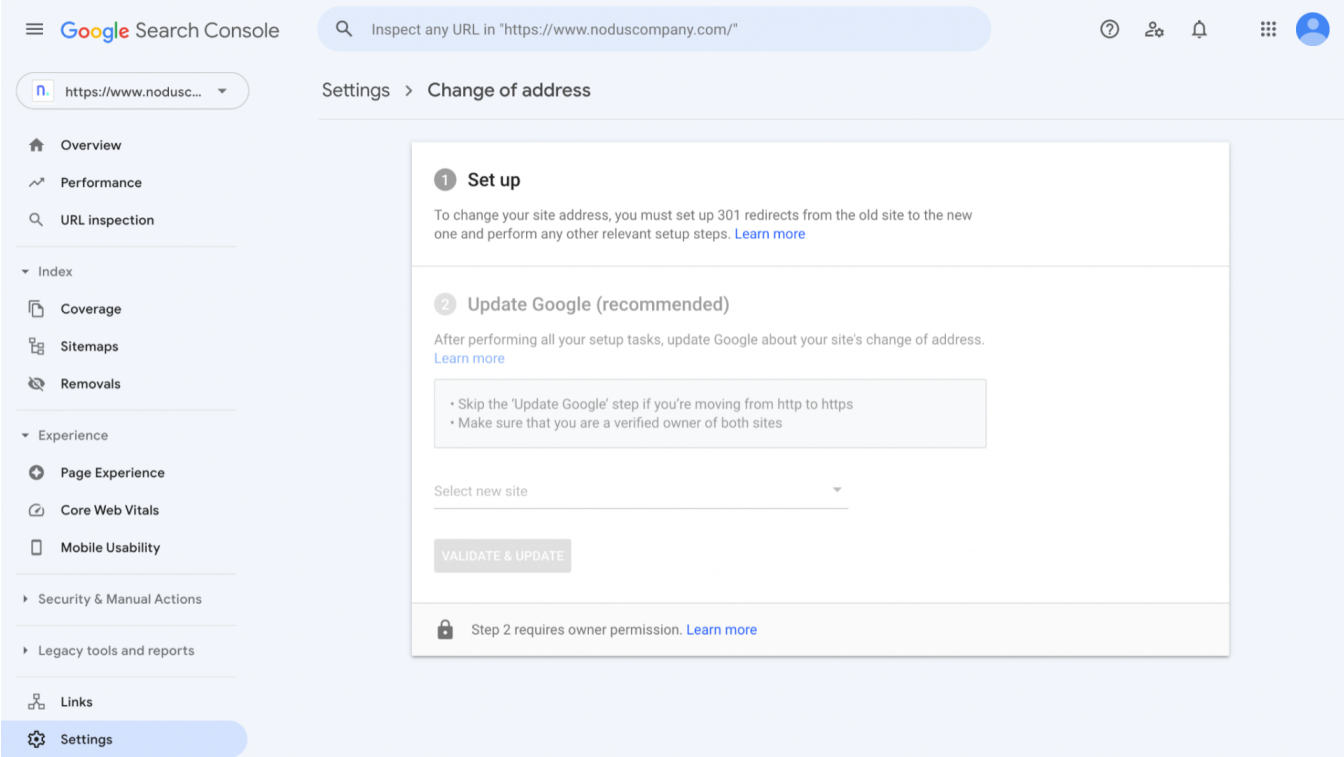 Google Search Console
Inspect any URL in "https://www.noduscompany.com/"
n.
https://www.nodusc...
Settings > Change of address
Overview
Performance
URL inspection
Index
Coverage
Sitemaps
Removals
Experience
Page Experience
Core Web Vitals
Mobile Usability
Security & Manual Actions
Legacy tools and reports
Links
Settings
1 Set up
To change your site address, you must set up 301 redirects from the old site to the new
one and perform any other relevant setup steps. Learn more
2 Update Google (recommended)
After performing all your setup tasks, update Google about your site's change of address.
Learn more
• Skip the ‘Update Google’ step if you’re moving from http to https
• Make sure that you are a verified owner of both sites
Select new site
VALIDATE & UPDATE
Step 2 requires owner permission. Learn more